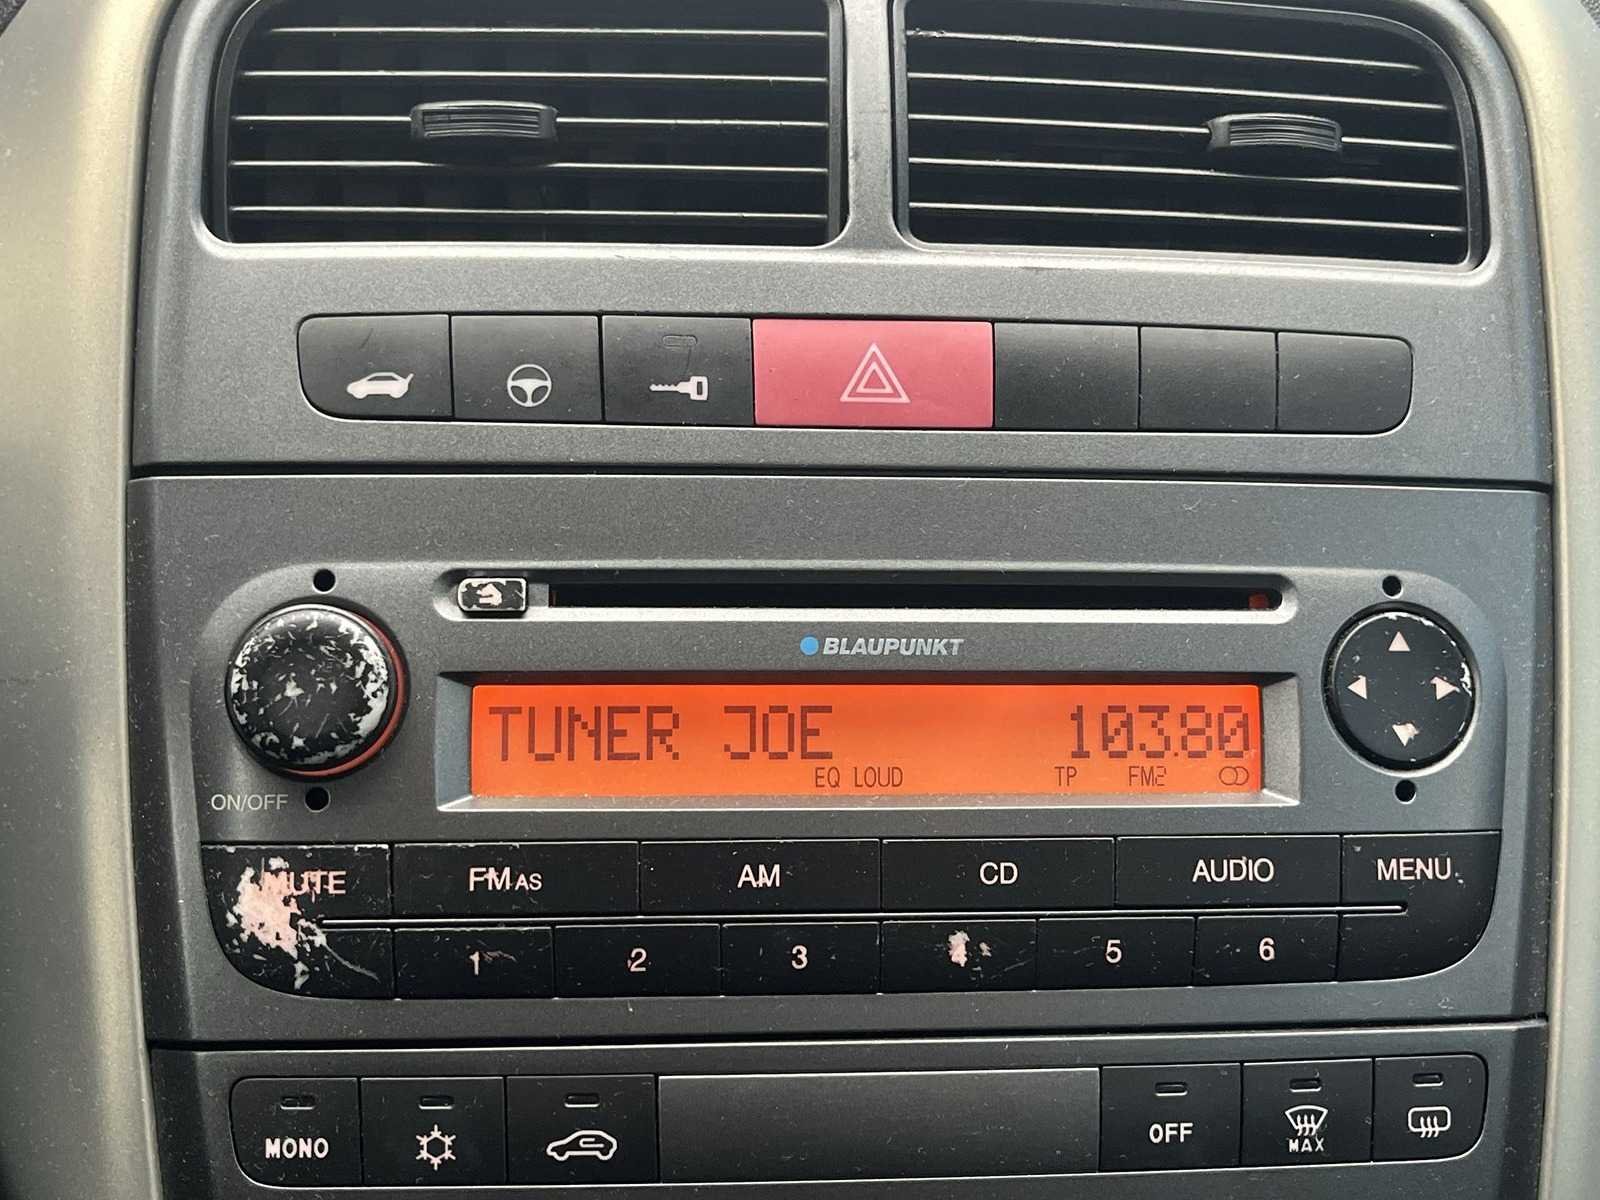 BLAUPUNKT
TUNER JOE 103.80
EQ LOUD TP FM2
ON/OFF
MUTE FM AS AM CD AUDIO MENU
1 2 3 4 5 6
MONO OFF MAX